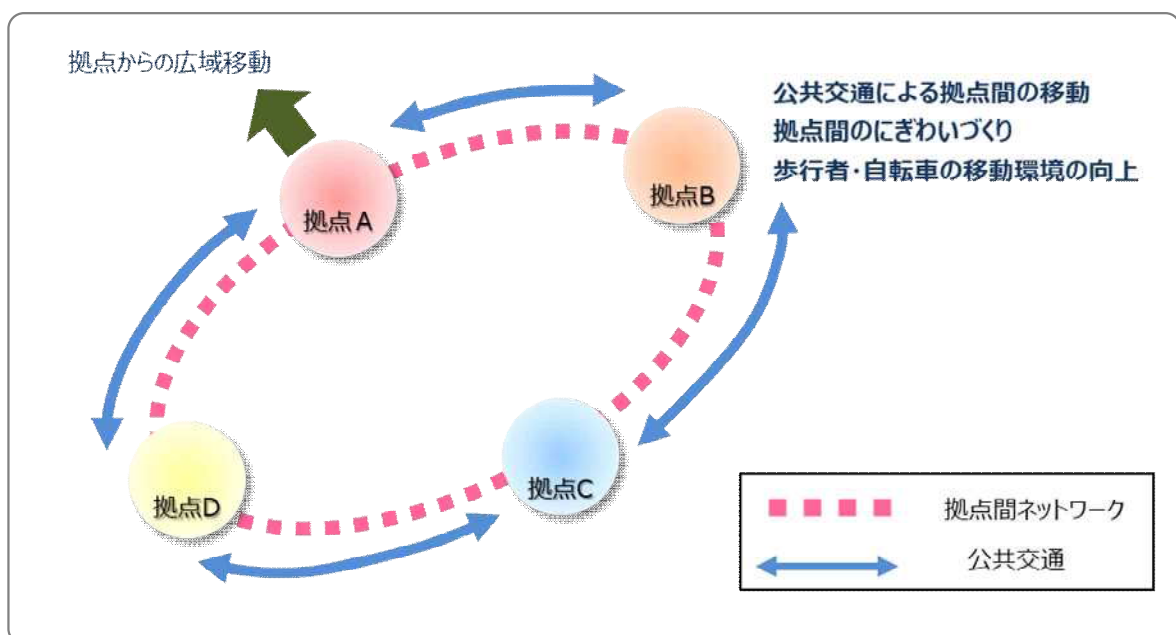 拠点からの広域移動
公共交通による拠点間の移動
拠点間のにぎわいづくり
歩行者・自転車の移動環境の向上
拠点A
拠点B
拠点C
拠点D
拠点間ネットワーク
公共交通